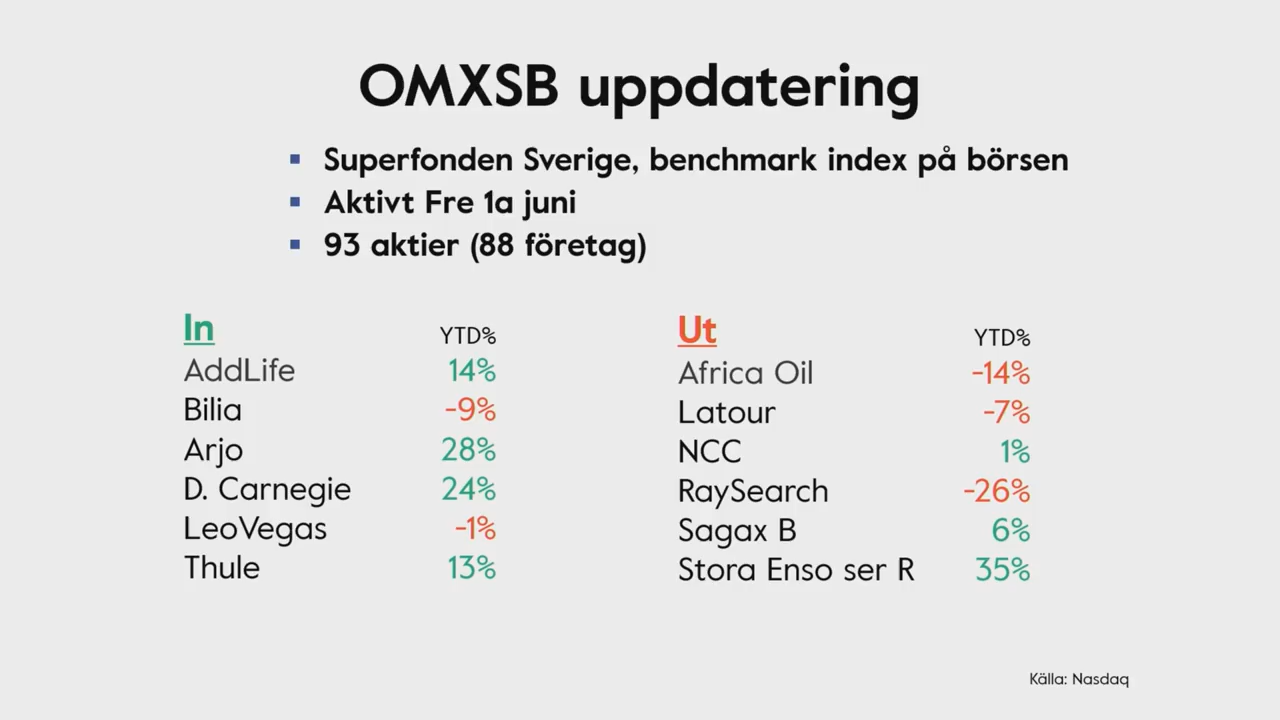 OMXSB uppdatering
▪ Superfonden Sverige, benchmark index på börsen
▪ Aktivt Fre 1a juni
▪ 93 aktier (88 företag)
In YTD%
AddLife 14%
Bilia -9%
Arjo 28%
D. Carnegie 24%
LeoVegas -1%
Thule 13%
Ut YTD%
Africa Oil -14%
Latour -7%
NCC 1%
RaySearch -26%
Sagax B 6%
Stora Enso ser R 35%
Källa: Nasdaq